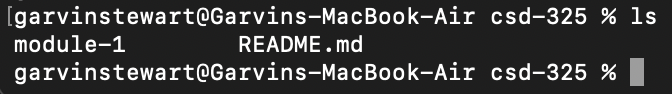 [garvinstewart@Garvins-MacBook-Air csd-325 % ls
module-1        README.md
garvinstewart@Garvins-MacBook-Air csd-325 %